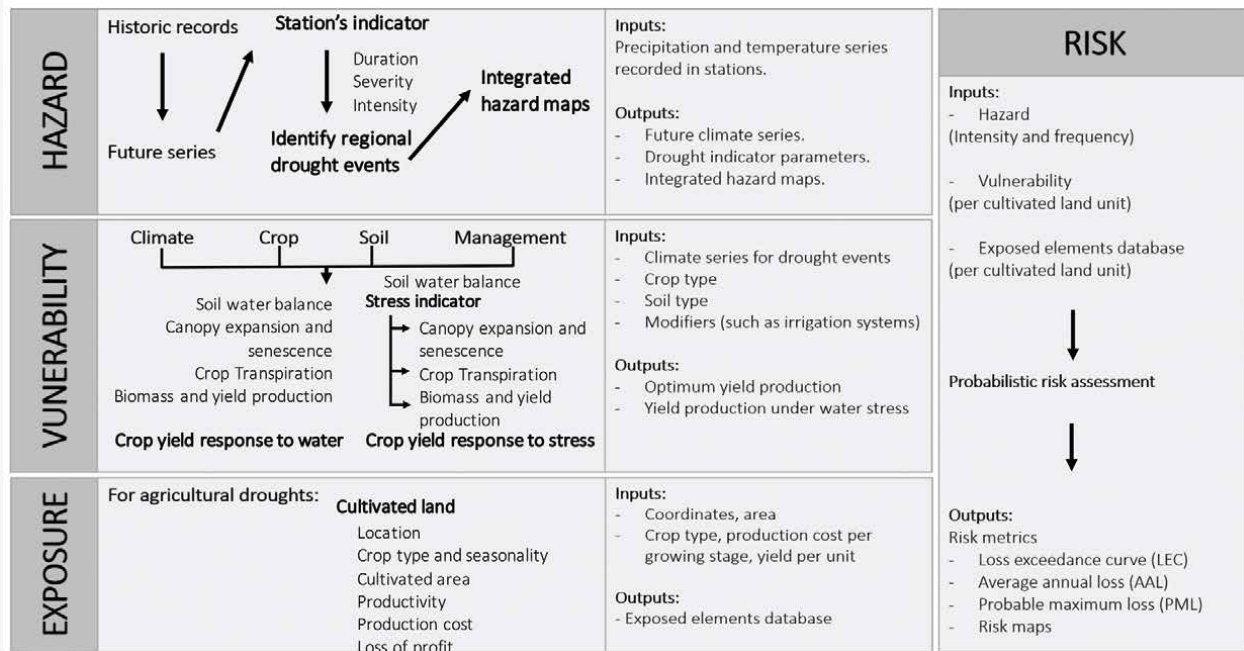 HAZARD
Historic records
Future series
Station's indicator
Duration
Severity
Intensity
Identify regional
drought events
Integrated
hazard maps
Inputs:
Precipitation and temperature series
recorded in stations.
Outputs:
- Future climate series.
- Drought indicator parameters.
- Integrated hazard maps.
VUNERABILITY
Climate Crop Soil Management
Soil water balance
Canopy expansion and
senescence
Crop Transpiration
Biomass and yield production
Crop yield response to water
Soil water balance
Stress indicator
Canopy expansion and
senescence
Crop Transpiration
Biomass and yield
production
Crop yield response to stress
Inputs:
- Climate series for drought events
- Crop type
- Soil type
- Modifiers (such as irrigation systems)
Outputs:
- Optimum yield production
- Yield production under water stress
EXPOSURE
For agricultural droughts:
Cultivated land
Location
Crop type and seasonality
Cultivated area
Productivity
Production cost
Loss of profit
Inputs:
- Coordinates, area
- Crop type, production cost per
growing stage, yield per unit
Outputs:
- Exposed elements database
RISK
Inputs:
- Hazard
(Intensity and frequency)
- Vulnerability
(per cultivated land unit)
- Exposed elements database
(per cultivated land unit)
Probabilistic risk assessment
Outputs:
Risk metrics
- Loss exceedance curve (LEC)
- Average annual loss (AAL)
- Probable maximum loss (PML)
- Risk maps